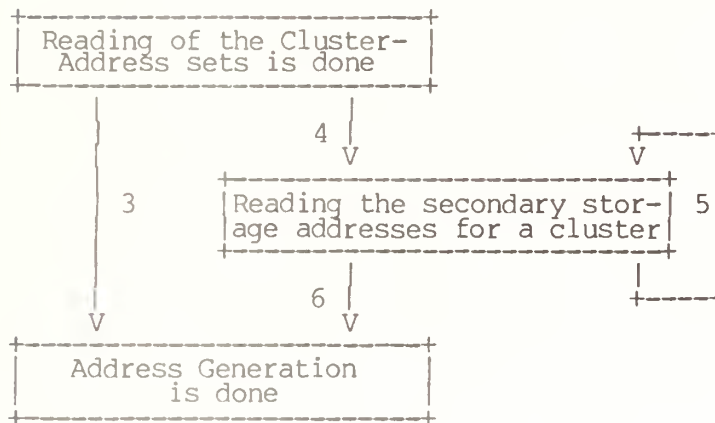 Reading of the Cluster-
Address sets is done
4
3
Reading the secondary stor-
age addresses for a cluster
5
6
Address Generation
is done